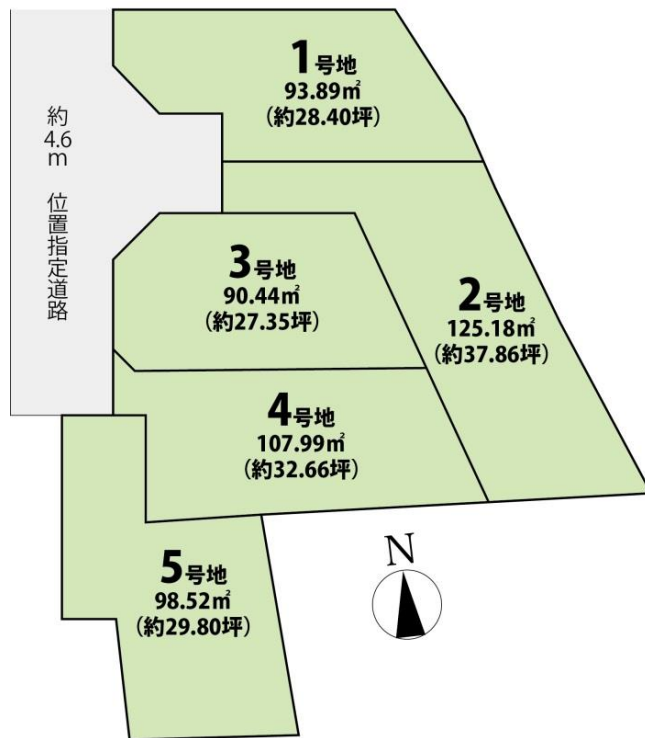 1号地
93.89㎡
（約28.40坪）
約4.6m 位置指定道路
3号地
90.44㎡
（約27.35坪）
2号地
125.18㎡
（約37.86坪）
4号地
107.99㎡
（約32.66坪）
5号地
98.52㎡
（約29.80坪）
N